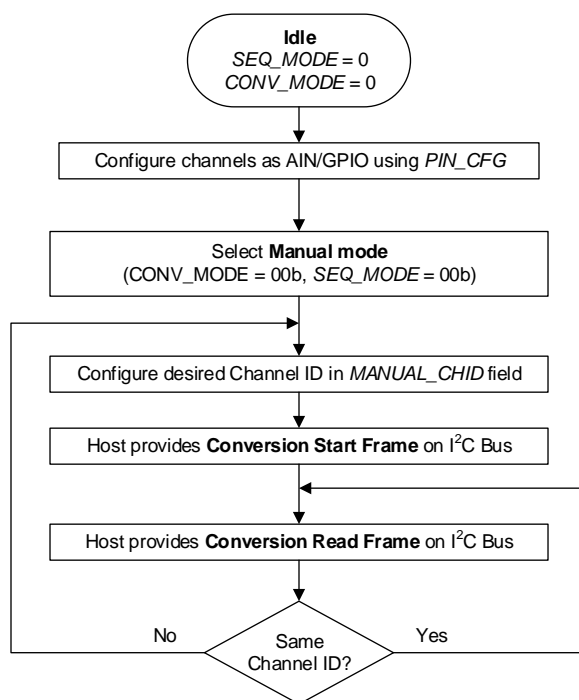 Idle
SEQ_MODE = 0
CONV_MODE = 0
Configure channels as AIN/GPIO using PIN_CFG
Select Manual mode
(CONV_MODE = 00b, SEQ_MODE = 00b)
Configure desired Channel ID in MANUAL_CHID field
Host provides Conversion Start Frame on I²C Bus
Host provides Conversion Read Frame on I²C Bus
No
Same
Channel ID?
Yes